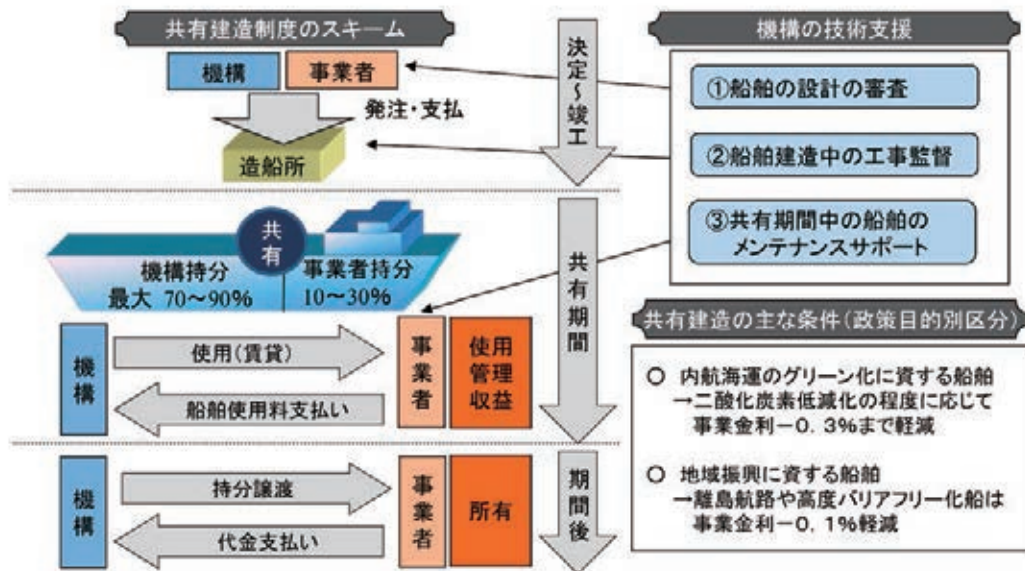 共有建造制度のスキーム
機構
事業者
発注・支払
造船所
決定～竣工
機構の技術支援
①船舶の設計の審査
②船舶建造中の工事監督
③共有期間中の船舶の
メンテナンスサポート
共有
機構持分
最大 70～90%
事業者持分
10～30%
共有期間
機構
使用(賃貸)
船舶使用料支払い
事業者
使用
管理
収益
機構
持分譲渡
代金支払い
事業者
所有
期間後
共有建造の主な条件(政策目的別区分)
○ 内航海運のグリーン化に資する船舶
→二酸化炭素低減化の程度に応じて
事業金利－0．3%まで軽減
○ 地域振興に資する船舶
→離島航路や高度バリアフリー化船は
事業金利－0．1%軽減